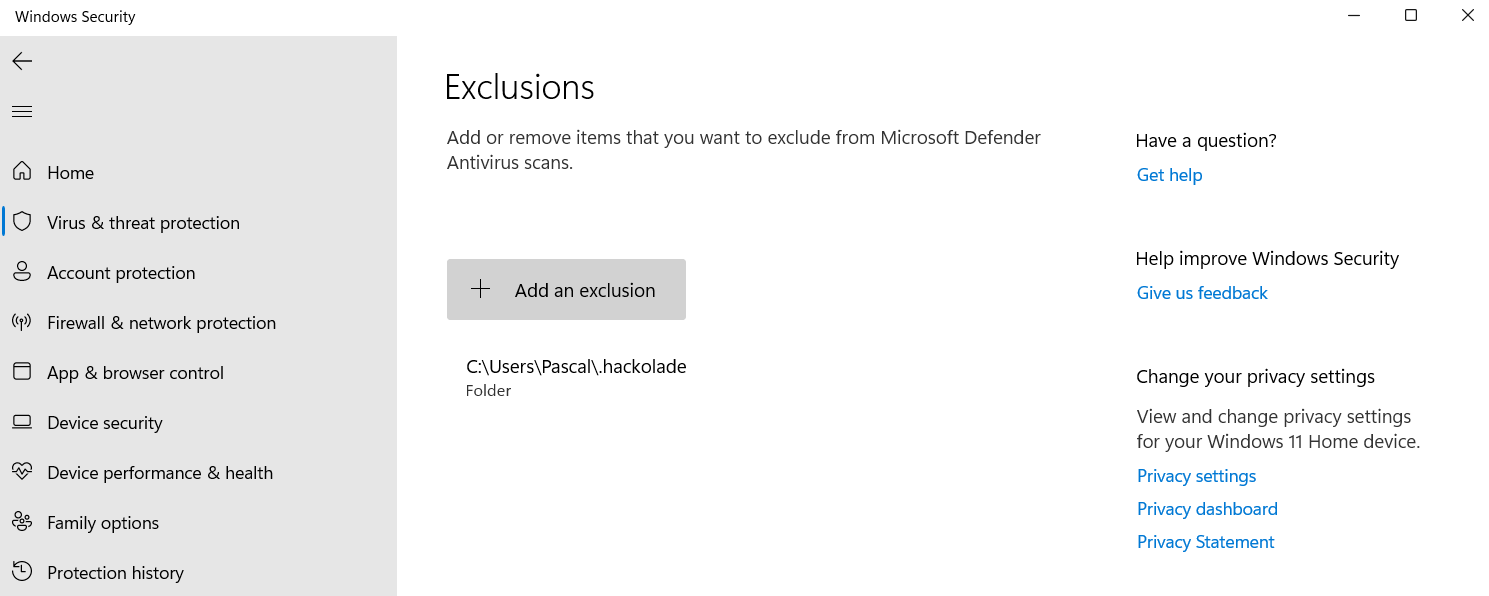 Windows Security
Home
Virus & threat protection
Account protection
Firewall & network protection
App & browser control
Device security
Device performance & health
Family options
Protection history
Exclusions
Add or remove items that you want to exclude from Microsoft Defender
Antivirus scans.
Add an exclusion
C:\Users\Pascal\.hackolade
Folder
Have a question?
Get help
Help improve Windows Security
Give us feedback
Change your privacy settings
View and change privacy settings
for your Windows 11 Home device.
Privacy settings
Privacy dashboard
Privacy Statement